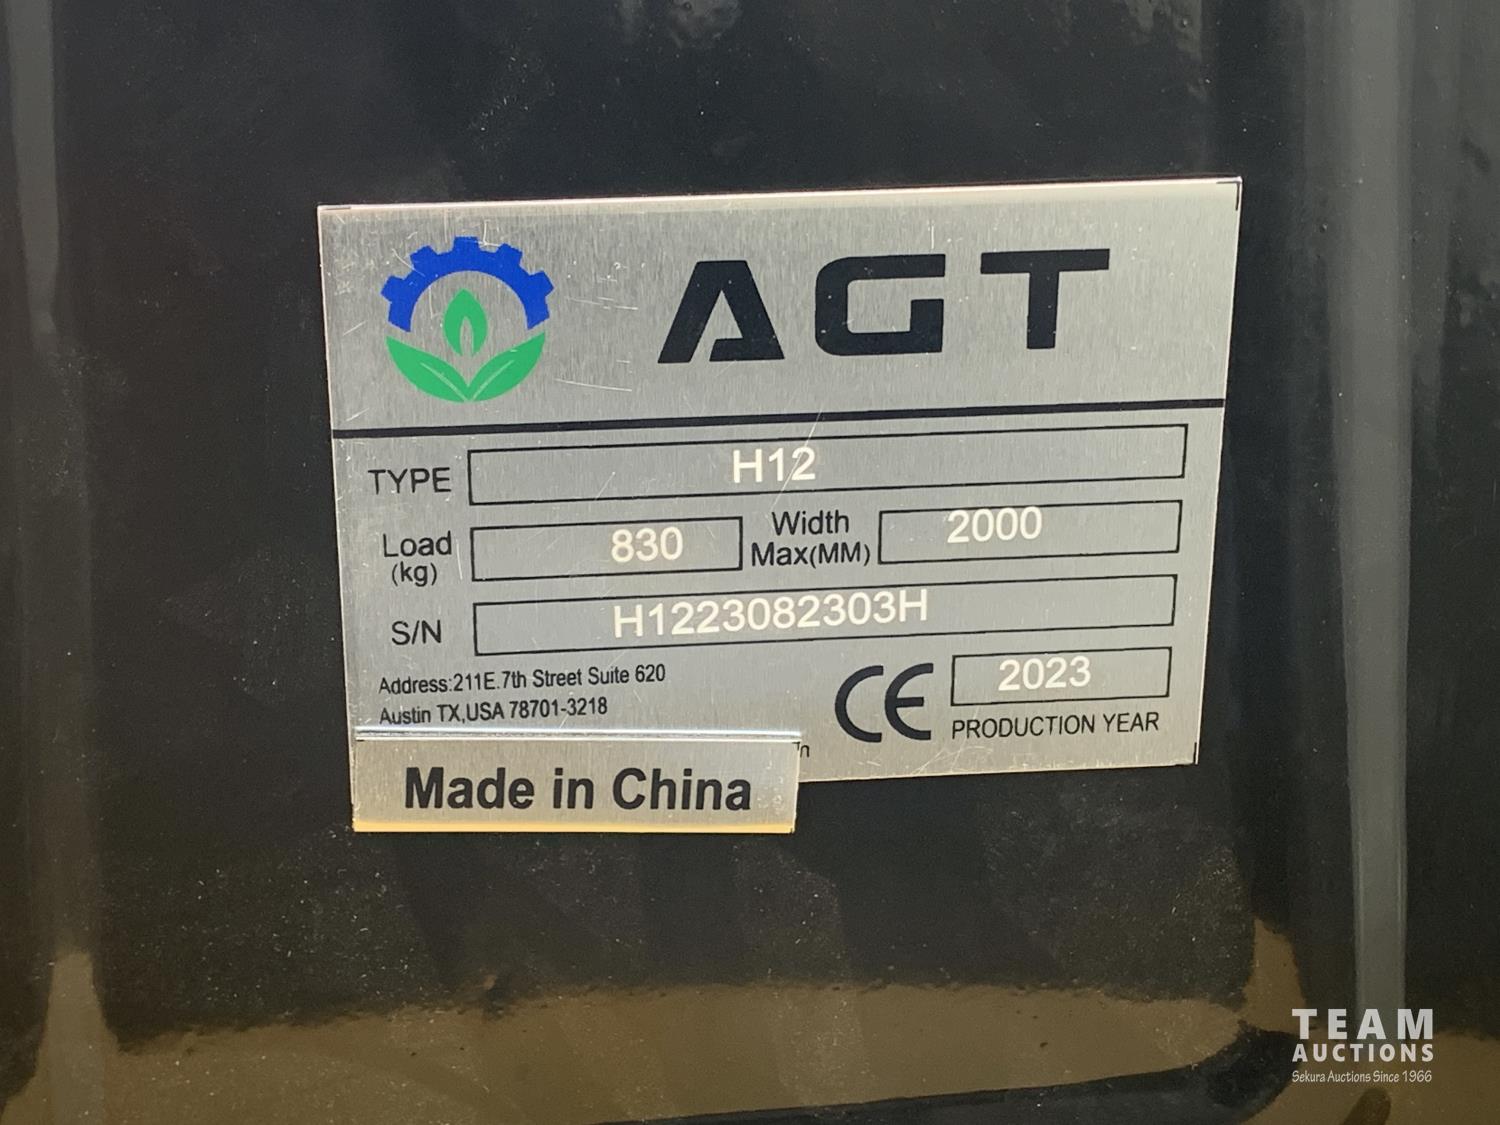 AGT
TYPE H12
Load (kg) 830 Width Max(MM) 2000
S/N H1223082303H
Address:211E.7th Street Suite 620
Austin TX,USA 78701-3218
CE 2023
PRODUCTION YEAR
Made in China
TEAM
AUCTIONS
Sekura Auctions Since 1966